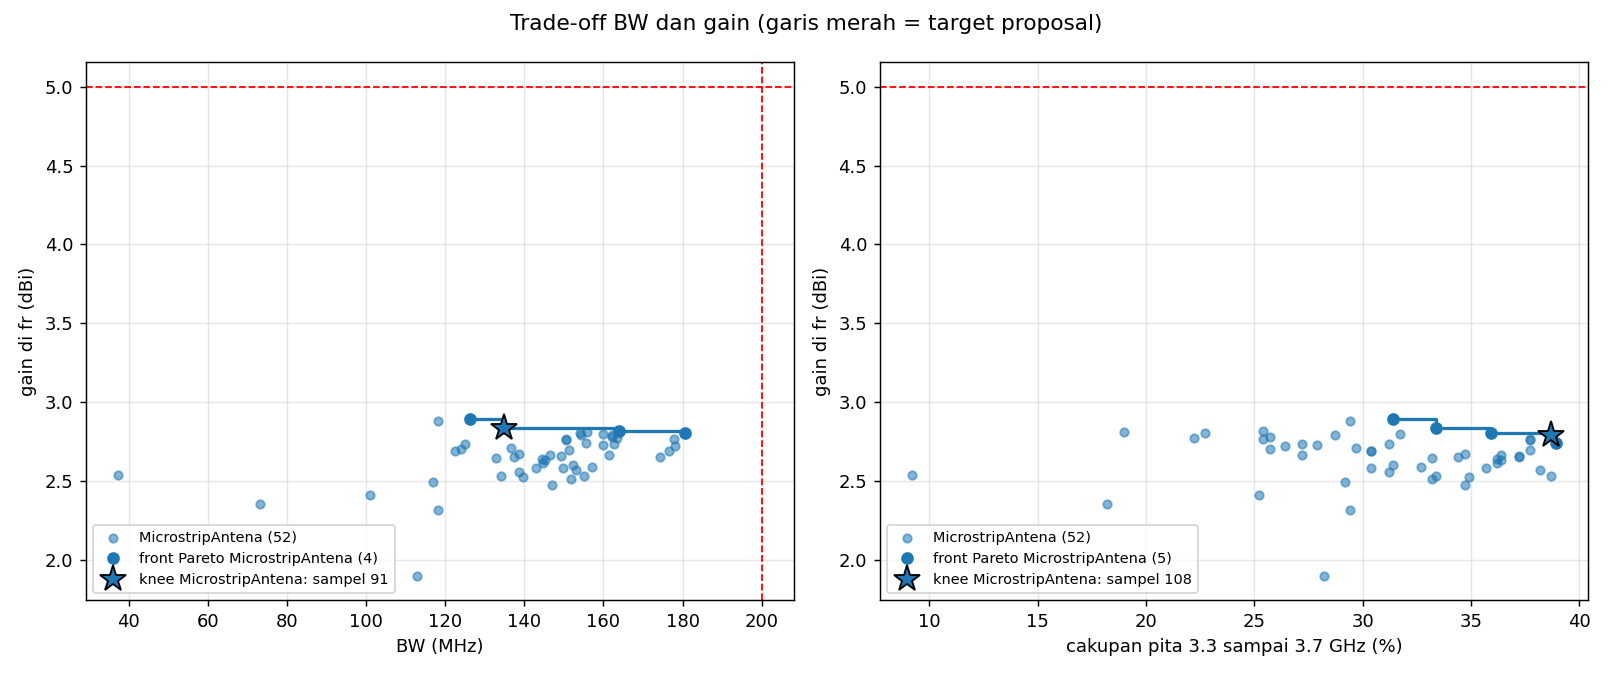 Trade-off BW dan gain (garis merah = target proposal)
gain di fr (dBi)
5.0
4.5
4.0
3.5
3.0
2.5
2.0
MicrostripAntena (52)
front Pareto MicrostripAntena (4)
knee MicrostripAntena: sampel 91
40 60 80 100 120 140 160 180 200
BW (MHz)
gain di fr (dBi)
5.0
4.5
4.0
3.5
3.0
2.5
2.0
MicrostripAntena (52)
front Pareto MicrostripAntena (5)
knee MicrostripAntena: sampel 108
10 15 20 25 30 35 40
cakupan pita 3.3 sampai 3.7 GHz (%)